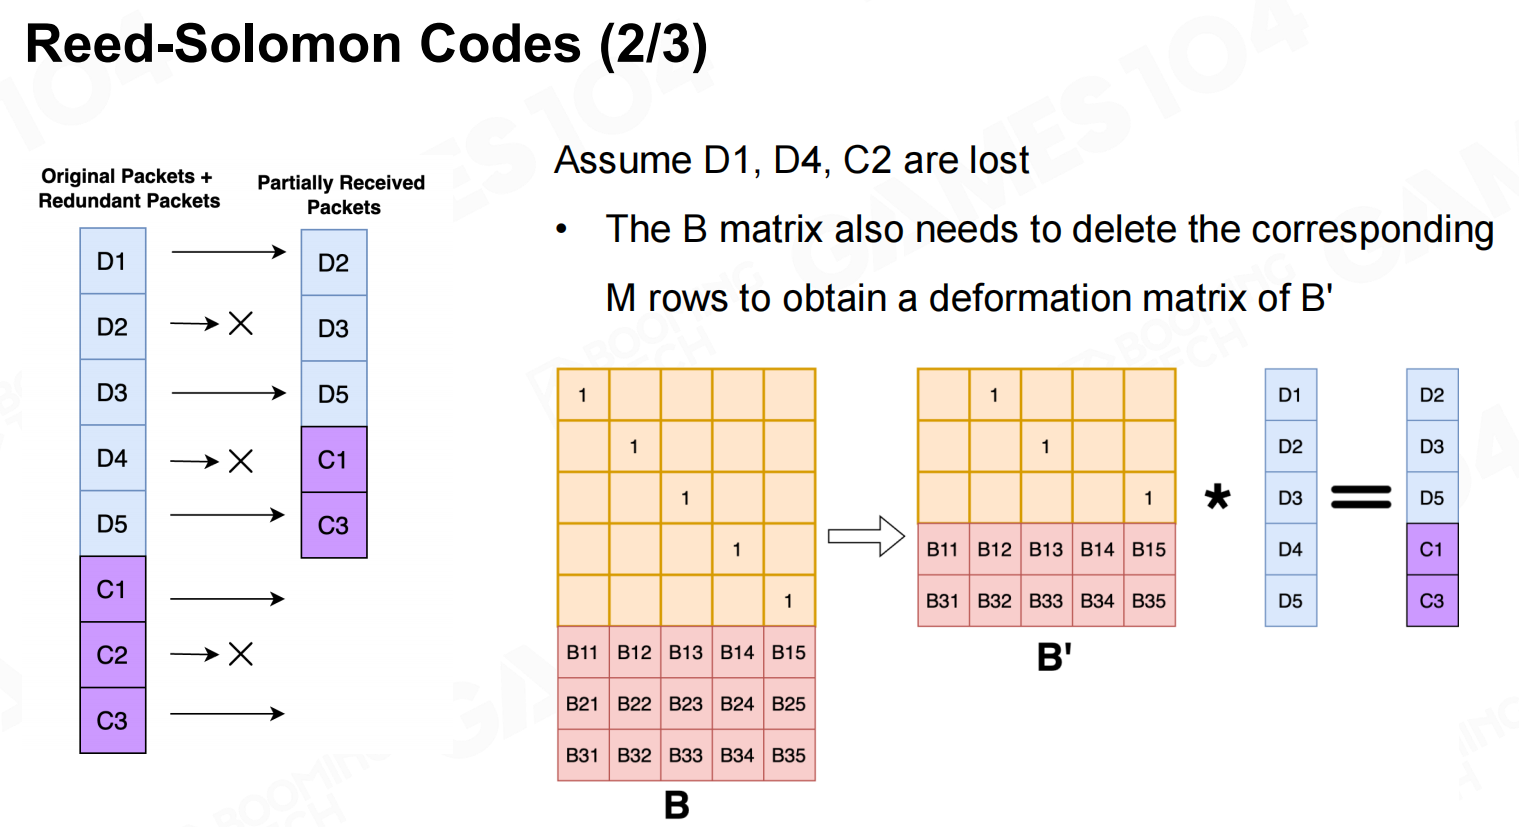 Reed-Solomon Codes (2/3)
Original Packets +
Redundant Packets
Partially Received
Packets
D1
D2
D3
D4
D5
C1
C2
C3
D2
D3
D5
C1
C3
Assume D1, D4, C2 are lost
• The B matrix also needs to delete the corresponding
M rows to obtain a deformation matrix of B'
1
1
1
1
1
B11 B12 B13 B14 B15
B21 B22 B23 B24 B25
B31 B32 B33 B34 B35
B
1
1
1
B11 B12 B13 B14 B15
B31 B32 B33 B34 B35
B'
*
D1
D2
D3
D4
D5
=
D2
D3
D5
C1
C3
GAMES104
BOOMING
TECH